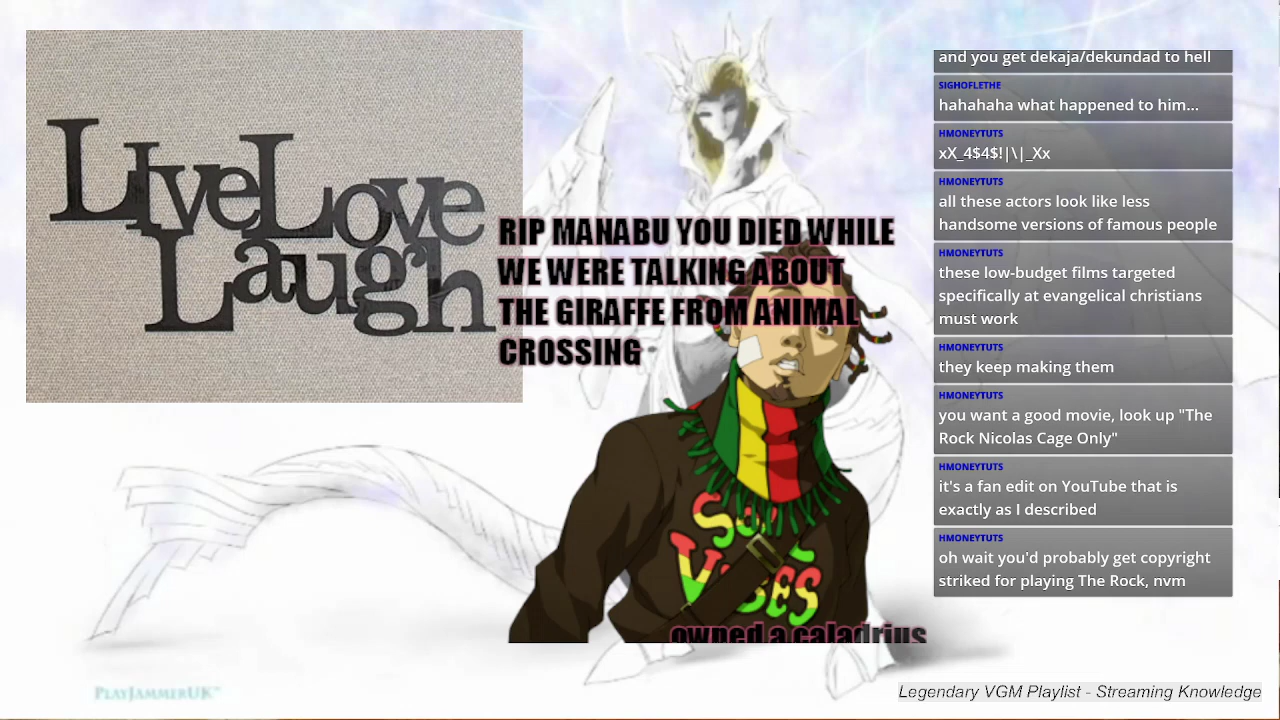 Live Love
Laugh
RIP MANABU YOU DIED WHILE
WE WERE TALKING ABOUT
THE GIRAFFE FROM ANIMAL
CROSSING
SOUL
VIBES
owned a caladrius
and you get dekaja/dekundad to hell
SIGHOFLETHE
hahahaha what happened to him...
HMONEYTUTS
xX_4$4$!|\|_Xx
HMONEYTUTS
all these actors look like less
handsome versions of famous people
HMONEYTUTS
these low-budget films targeted
specifically at evangelical christians
must work
HMONEYTUTS
they keep making them
HMONEYTUTS
you want a good movie, look up "The
Rock Nicolas Cage Only"
HMONEYTUTS
it's a fan edit on YouTube that is
exactly as I described
HMONEYTUTS
oh wait you'd probably get copyright
striked for playing The Rock, nvm
PLAYJAMMERUK™
Legendary VGM Playlist - Streaming Knowledge